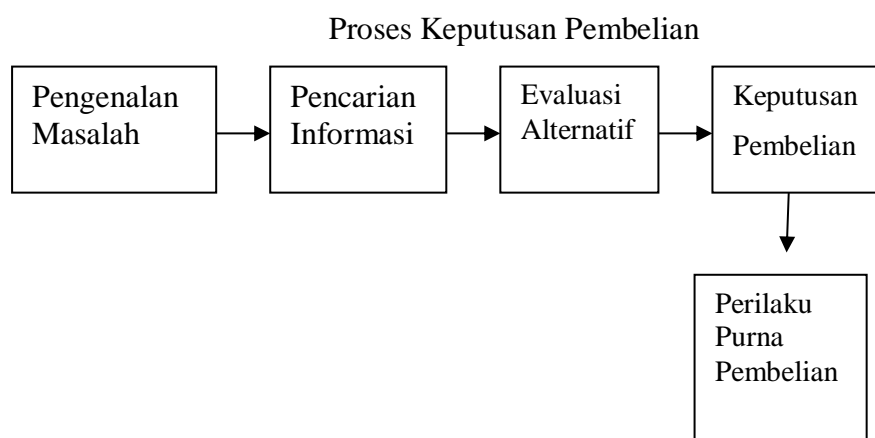 Proses Keputusan Pembelian
Pengenalan
Masalah
Pencarian
Informasi
Evaluasi
Alternatif
Keputusan
Pembelian
Perilaku
Purna
Pembelian